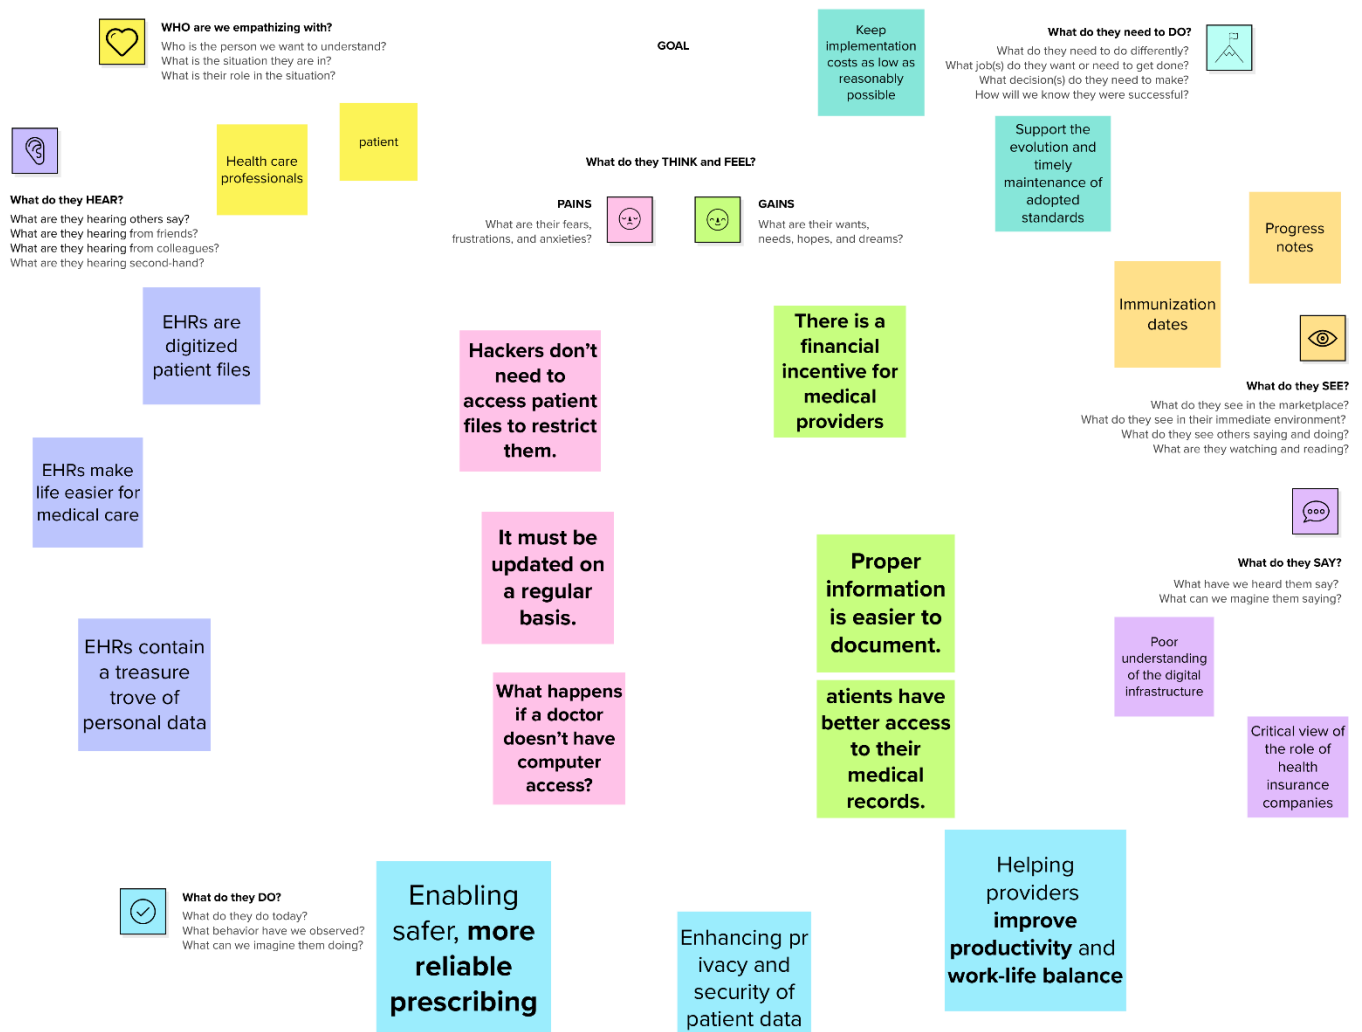 WHO are we empathizing with?
Who is the person we want to understand?
What is the situation they are in?
What is their role in the situation?
GOAL
Keep
implementation
costs as low as
reasonably
possible
What do they need to DO?
What do they need to do differently?
What job(s) do they want or need to get done?
What decision(s) do they need to make?
How will we know they were successful?
Health care
professionals
patient
Support the
evolution and
timely
maintenance of
adopted
standards
What do they HEAR?
What are they hearing others say?
What are they hearing from friends?
What are they hearing from colleagues?
What are they hearing second-hand?
What do they THINK and FEEL?
PAINS
What are their fears,
frustrations, and anxieties?
GAINS
What are their wants,
needs, hopes, and dreams?
Progress
notes
Immunization
dates
EHRs are
digitized
patient files
EHRs make
life easier for
medical care
EHRs contain
a treasure
trove of
personal data
Hackers don’t
need to
access patient
files to restrict
them.
It must be
updated on
a regular
basis.
What happens
if a doctor
doesn’t have
computer
access?
There is a
financial
incentive for
medical
providers
Proper
information
is easier to
document.
atients have
better access
to their
medical
records.
What do they SEE?
What do they see in the marketplace?
What do they see in their immediate environment?
What do they see others saying and doing?
What are they watching and reading?
What do they SAY?
What have we heard them say?
What can we magine them saying?
Poor
understanding
of the digital
infrastructure
Critical view of
the role of
health
insurance
companies
What do they DO?
What do they do today?
What behavior have we observed?
What can we imagine them doing?
Enabling
safer, more
reliable
prescribing
Enhancing pr
ivacy and
security of
patient data
Helping
providers
improve
productivity and
work-life balance